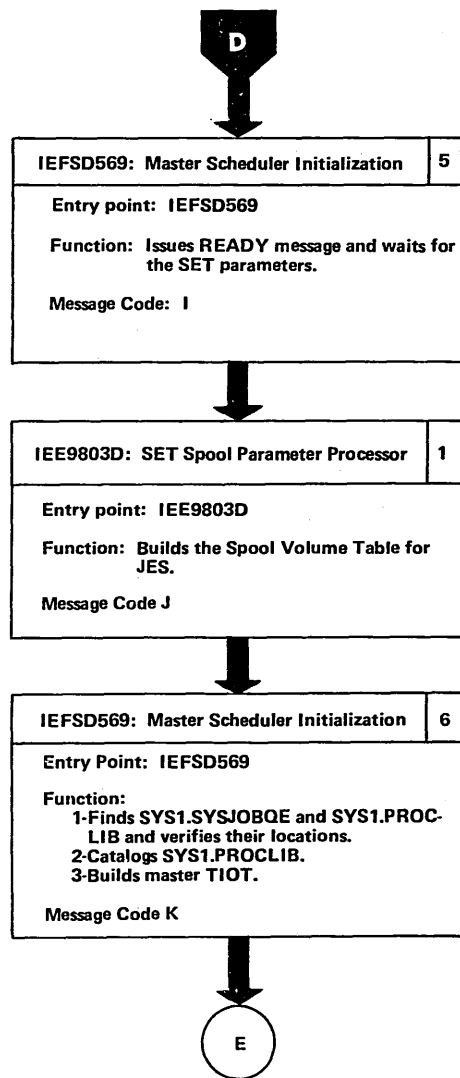 D
IEFSD569: Master Scheduler Initialization 5
Entry point: IEFSD569
Function: Issues READY message and waits for
the SET parameters.
Message Code: I
IEE9803D: SET Spool Parameter Processor 1
Entry point: IEE9803D
Function: Builds the Spool Volume Table for
JES.
Message Code J
IEFSD569: Master Scheduler Initialization 6
Entry Point: IEFSD569
Function:
1-Finds SYS1.SYSJOBQE and SYS1.PROC-
LIB and verifies their locations.
2-Catalogs SYS1.PROCLIB.
3-Builds master TIOT.
Message Code K
E